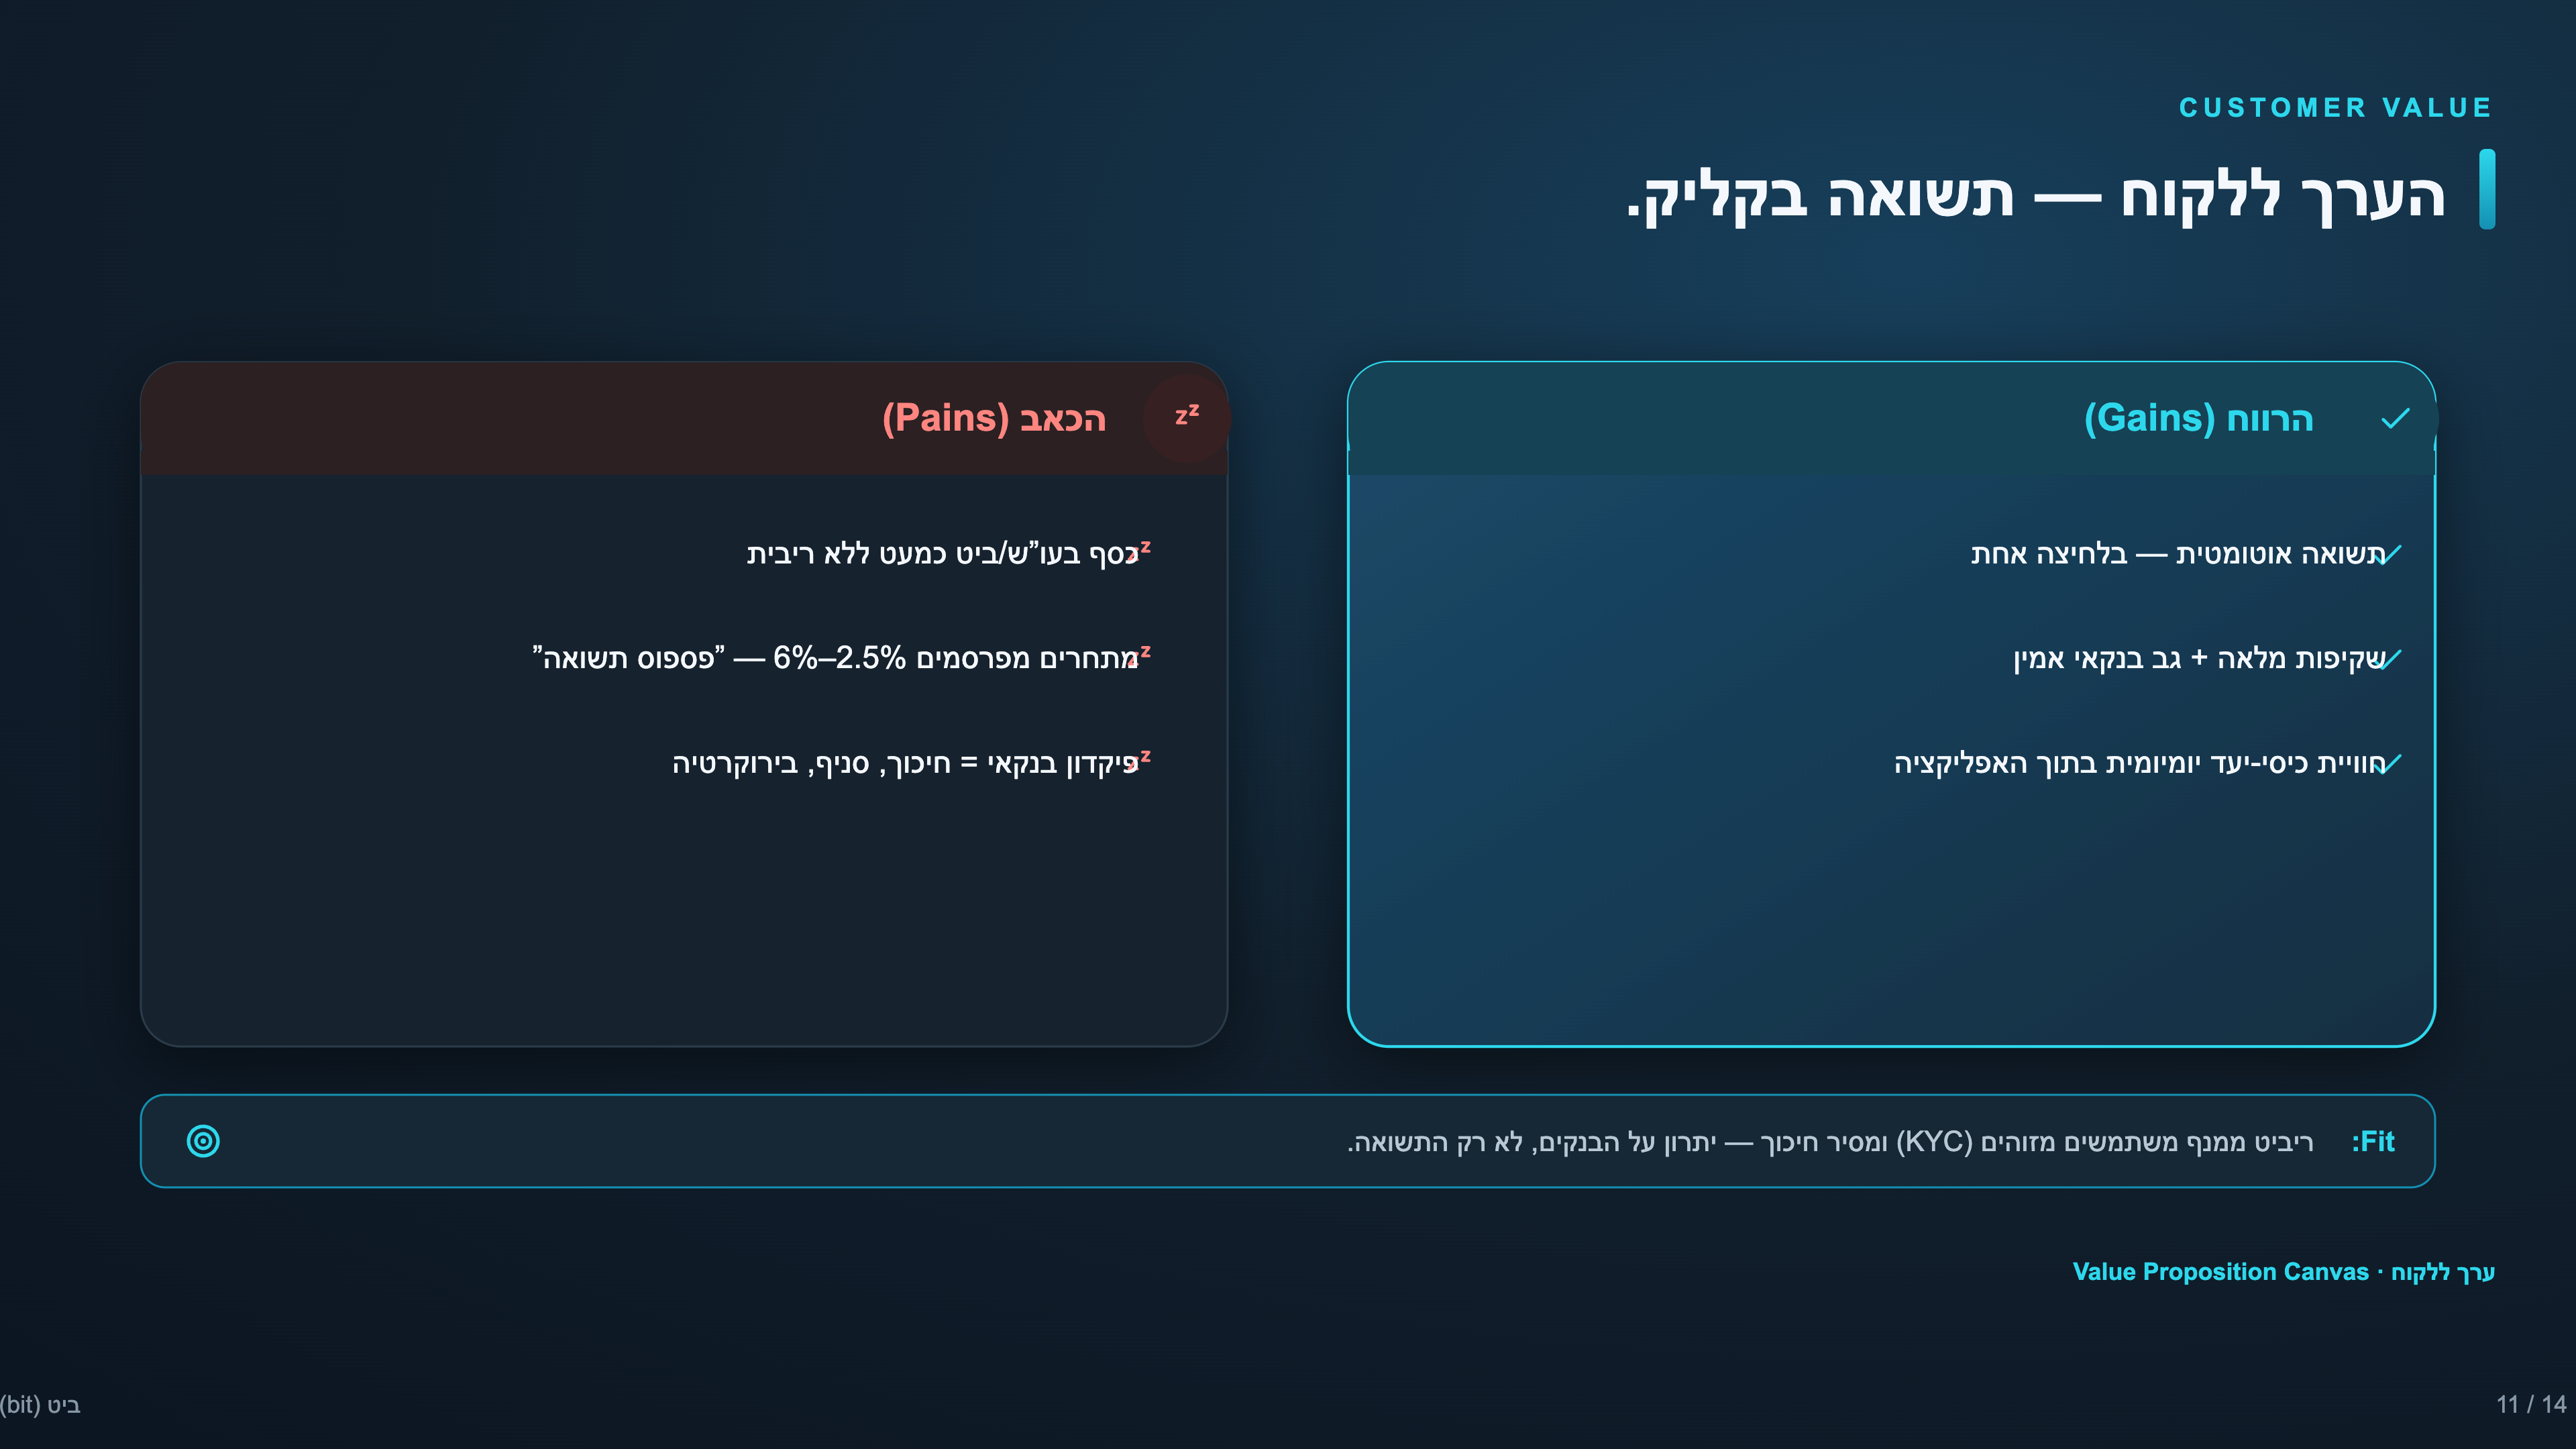 CUSTOMER VALUE
הערך ללקוח — תשואה בקליק.
הרווח (Gains)
תשואה אוטומטית — בלחיצה אחת
שקיפות מלאה + גב בנקאי אמין
חוויית כיסי-יעד יומיומית בתוך האפליקציה
הכאב (Pains)
zz
כסף בעו”ש/ביט כמעט ללא ריבית
מתחרים מפרסמים 2.5%–6% — ”פספוס תשואה”
פיקדון בנקאי = חיכוך, סניף, בירוקרטיה
Fit: ריביט ממנף משתמשים מזוהים (KYC) ומסיר חיכוך — יתרון על הבנקים, לא רק התשואה.
ערך ללקוח · Value Proposition Canvas
11 / 14
ביט (bit)